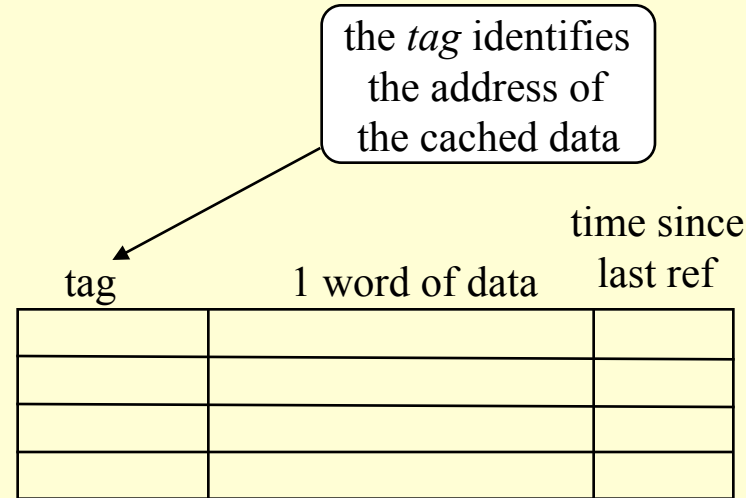 the tag identifies
the address of
the cached data
time since
last ref
tag
1 word of data